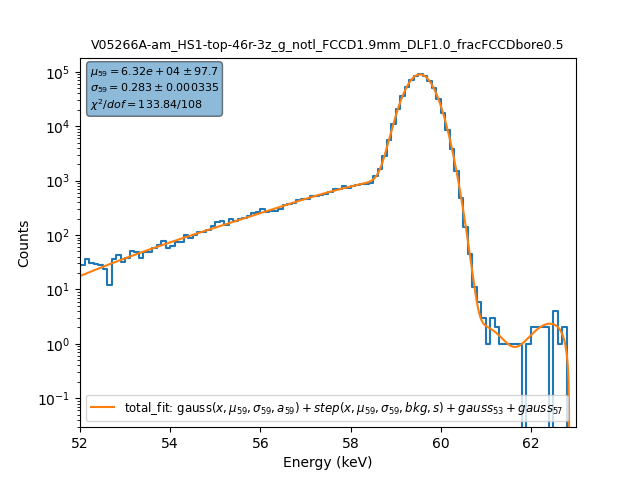 V05266A-am_HS1-top-46r-3z_g_notl_FCCD1.9mm_DLF1.0_fracFCCDbore0.5
μ₅₉ = 6.32e + 04 ± 97.7
σ₅₉ = 0.283 ± 0.000335
χ²/dof = 133.84/108
10⁵
10⁴
10³
10²
10¹
10⁰
10⁻¹
Counts
total_fit: gauss(x, μ₅₉, σ₅₉, a₅₉) + step(x, μ₅₉, σ₅₉, bkg, s) + gauss₅₃ + gauss₅₇
52 54 56 58 60 62
Energy (keV)